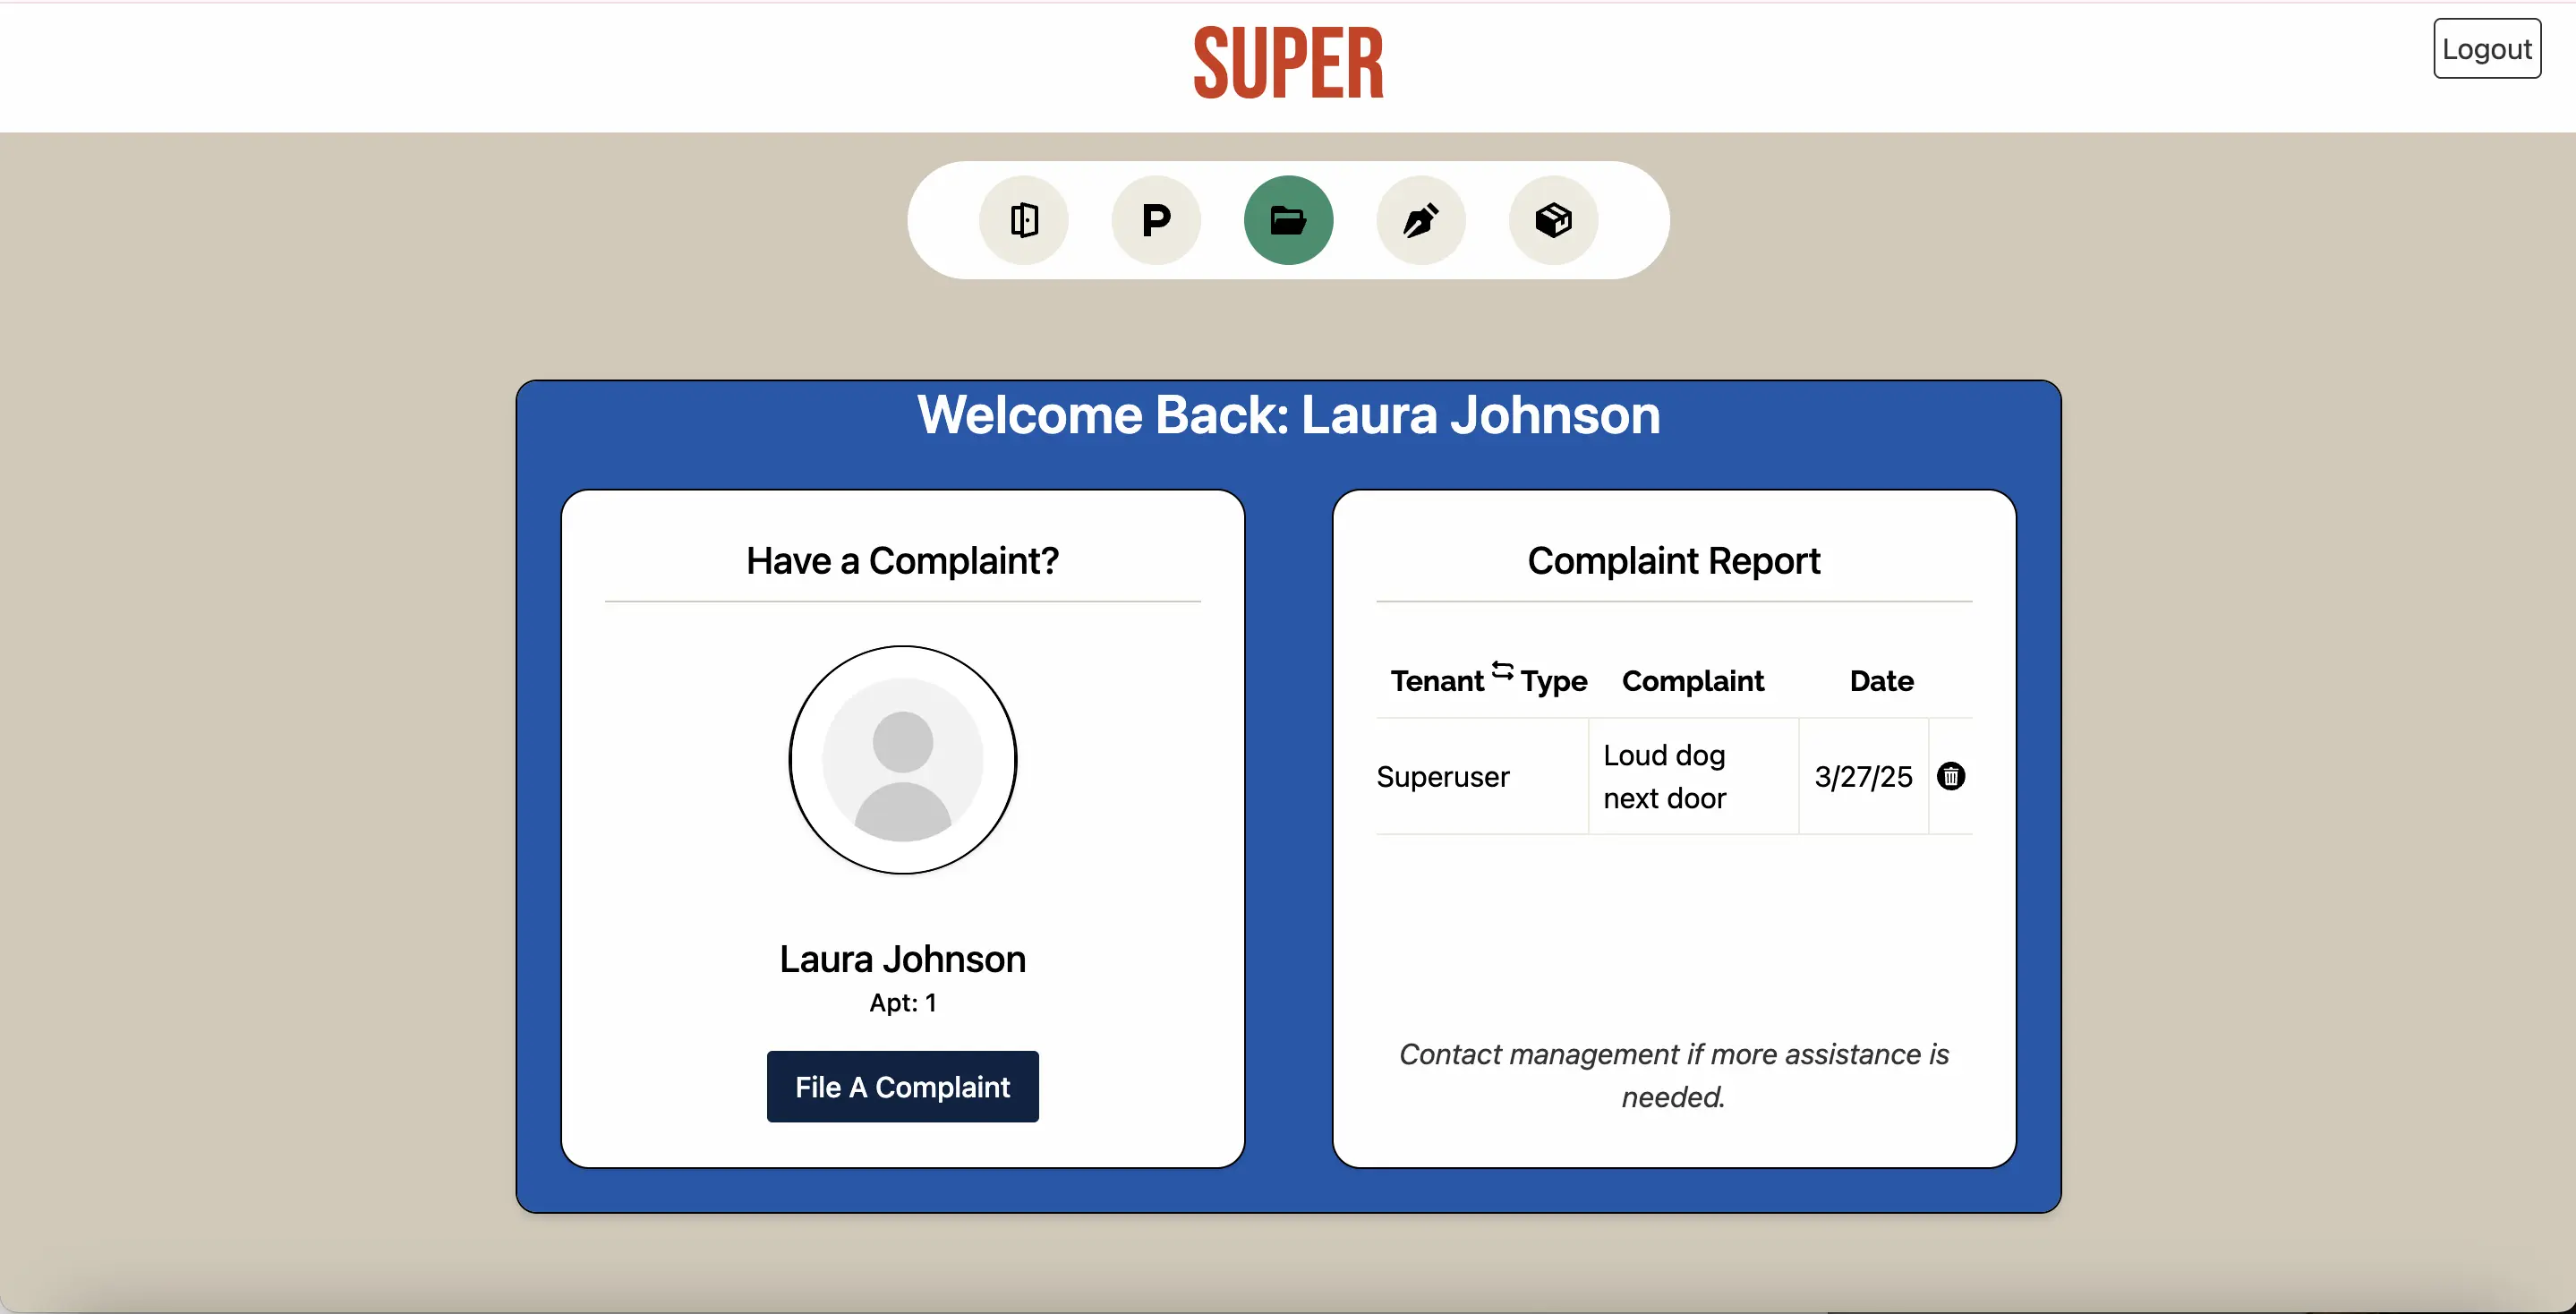 SUPER
Logout
P
Welcome Back: Laura Johnson
Have a Complaint?
Laura Johnson
Apt: 1
File A Complaint
Complaint Report
Tenant Type Complaint Date
Superuser Loud dog next door 3/27/25
Contact management if more assistance is
needed.